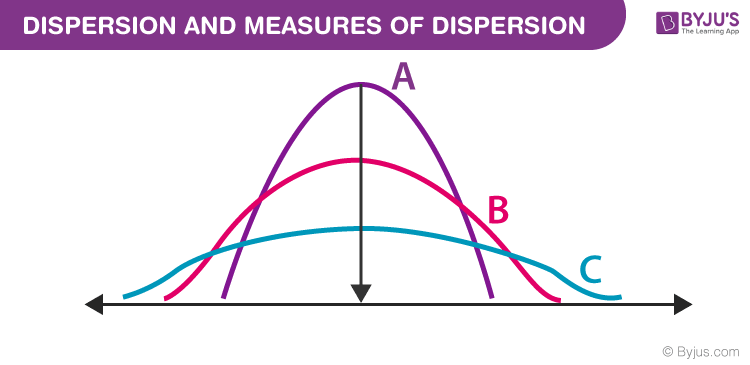 DISPERSION AND MEASURES OF DISPERSION
BYJU'S
The Learning App
A
B
C
© Byjus.com